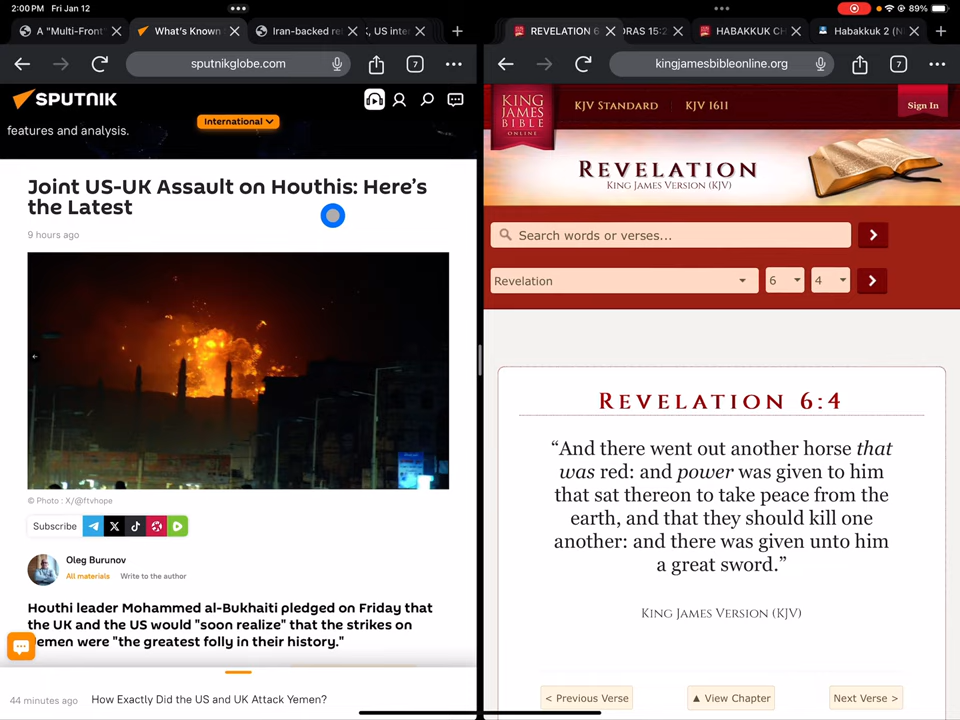 2:00 PM Fri Jan 12
89%
A "Multi-Front
What's Known
Iran-backed re
, US inte
sputnikglobe.com
7
SPUTNIK
International
features and analysis.
Joint US-UK Assault on Houthis: Here's
the Latest
9 hours ago
© Photo : X/@ftvhope
Subscribe
Oleg Burunov
All materials Write to the author
Houthi leader Mohammed al-Bukhaiti pledged on Friday that
the UK and the US would "soon realize" that the strikes on
Yemen were "the greatest folly in their history."
44 minutes ago How Exactly Did the US and UK Attack Yemen?
REVELATION 6
DRAS 15:2
HABAKKUK CH
Habakkuk 2 (N
kingjamesbibleonline.org
7
KING
JAMES
BIBLE
ONLINE
KJV STANDARD KJV 1611
Sign In
REVELATION
KING JAMES VERSION (KJV)
Search words or verses...
Revelation 6 4
REVELATION 6:4
“And there went out another horse that
was red: and power was given to him
that sat thereon to take peace from the
earth, and that they should kill one
another: and there was given unto him
a great sword.”
KING JAMES VERSION (KJV)
< Previous Verse ▲ View Chapter Next Verse >